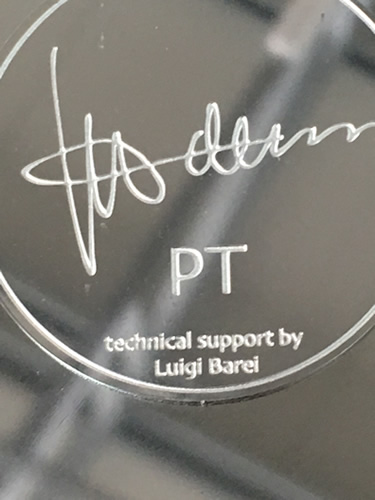 PT
technical support by
Luigi Barei